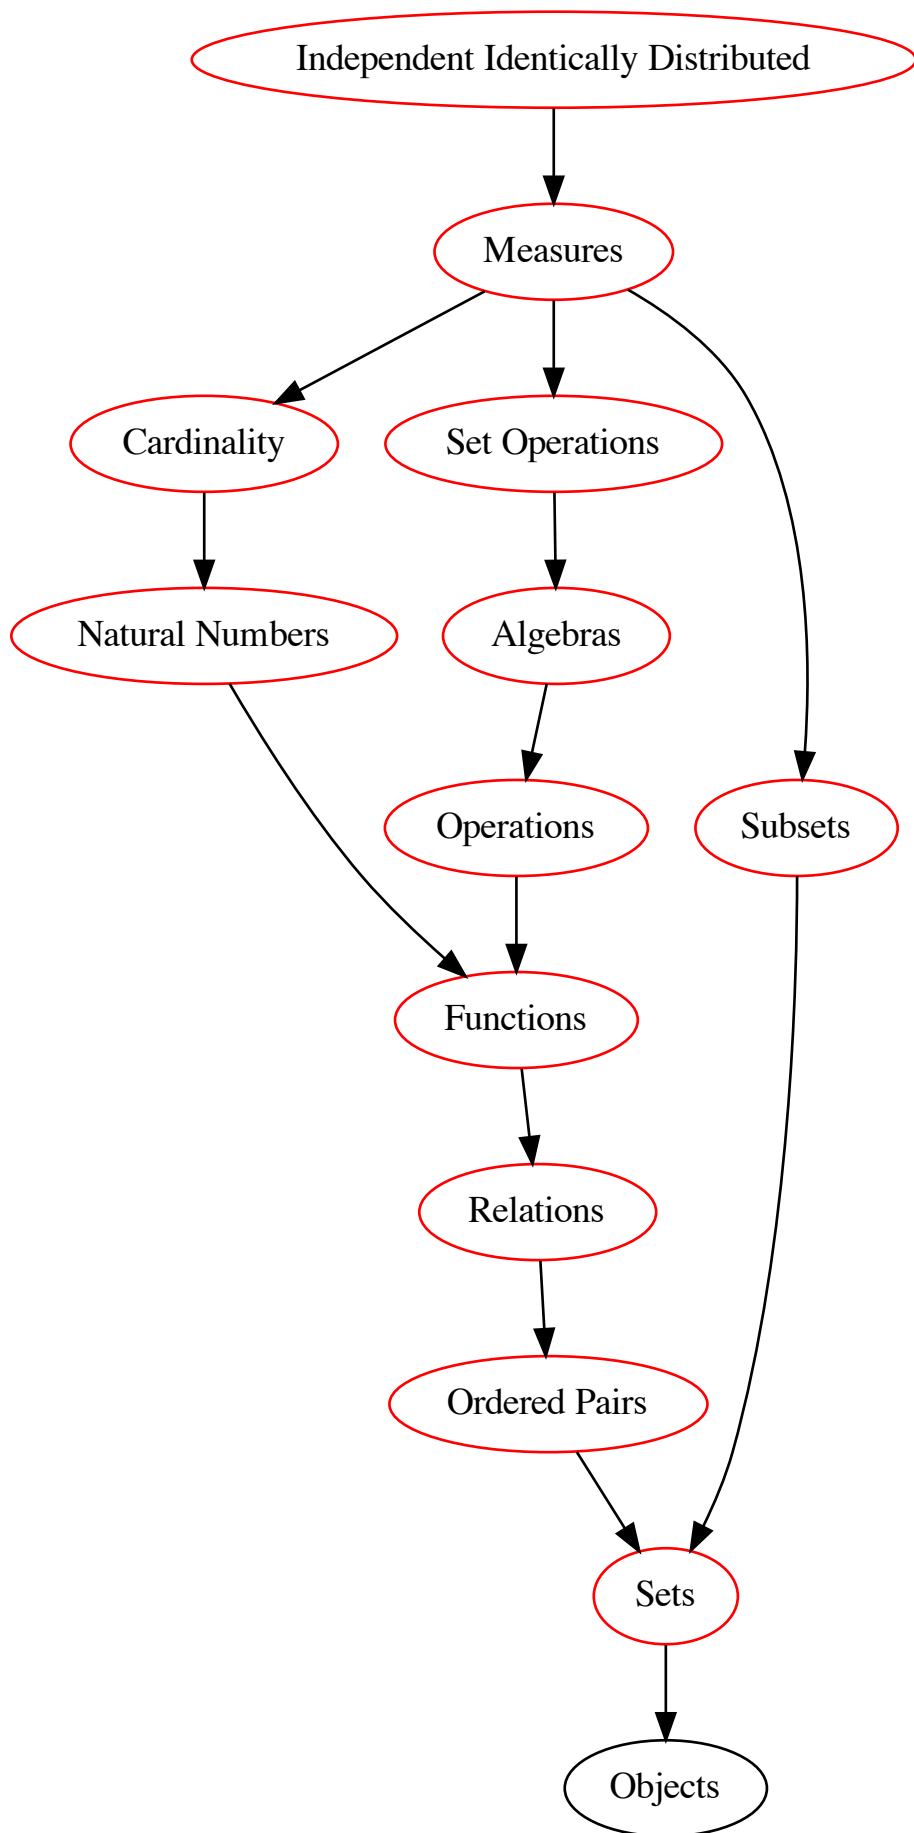 Independent Identically Distributed
Measures
Cardinality
Set Operations
Natural Numbers
Algebras
Operations
Subsets
Functions
Relations
Ordered Pairs
Sets
Objects